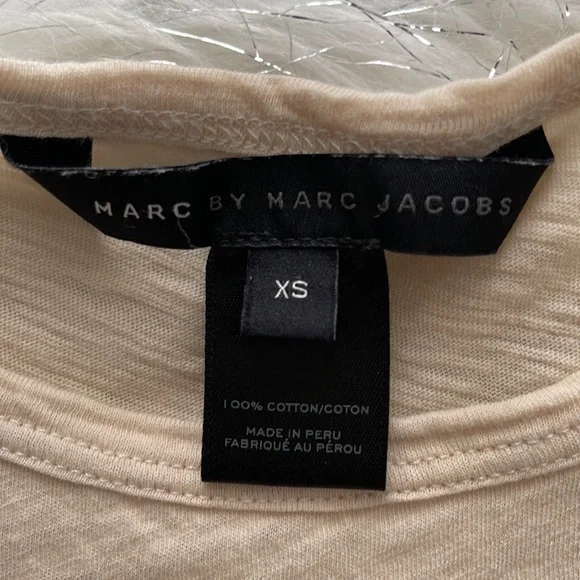 MARC BY MARC JACOBS
XS
100% COTTON/COTON
MADE IN PERU
FABRIQUÉ AU PÉROU